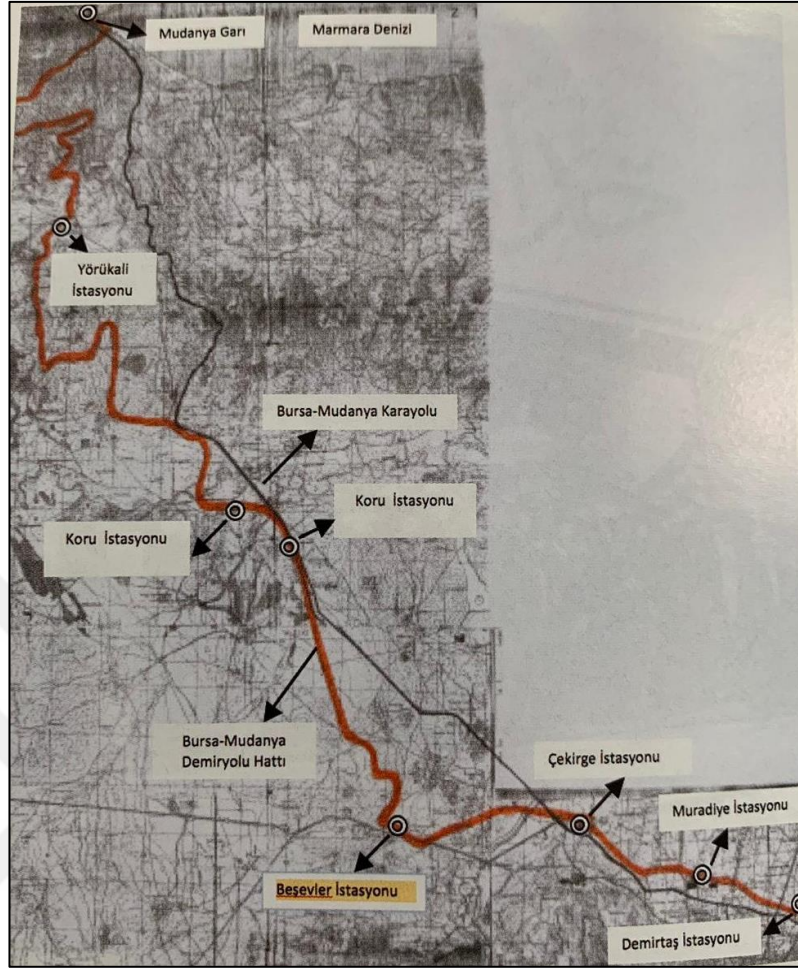 2
Mudanya Garı
Marmara Denizi
Yörükali
İstasyonu
Bursa-Mudanya Karayolu
Koru İstasyonu
Koru İstasyonu
Bursa-Mudanya
Demiryolu Hattı
Çekirge İstasyonu
Muradiye İstasyonu
Beşevler İstasyonu
Demirtaş İstasyonu